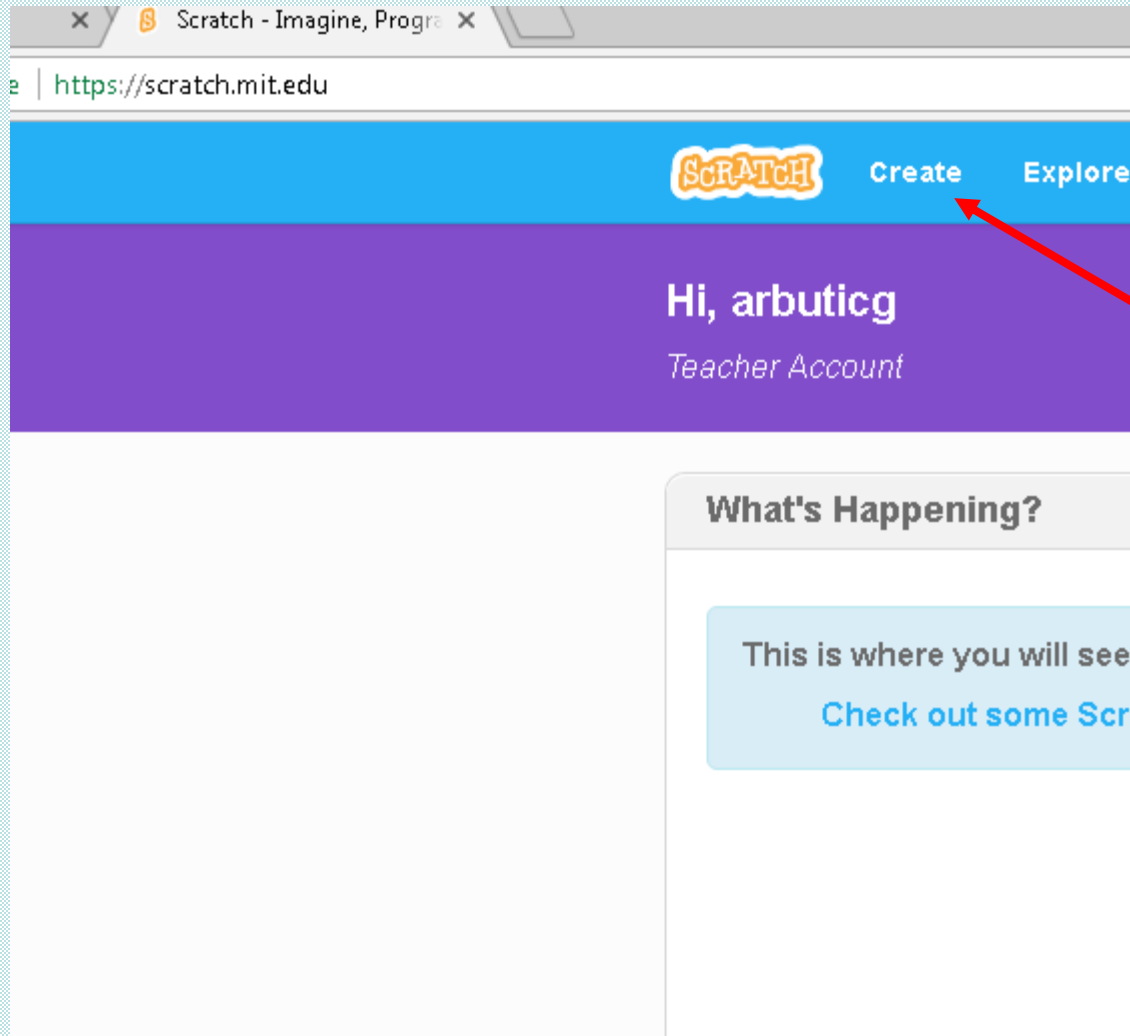 Scratch - Imagine, Progra
https://scratch.mit.edu
SCRATCH Create Explore
Hi, arbuticg
Teacher Account
What's Happening?
This is where you will see
Check out some Scr